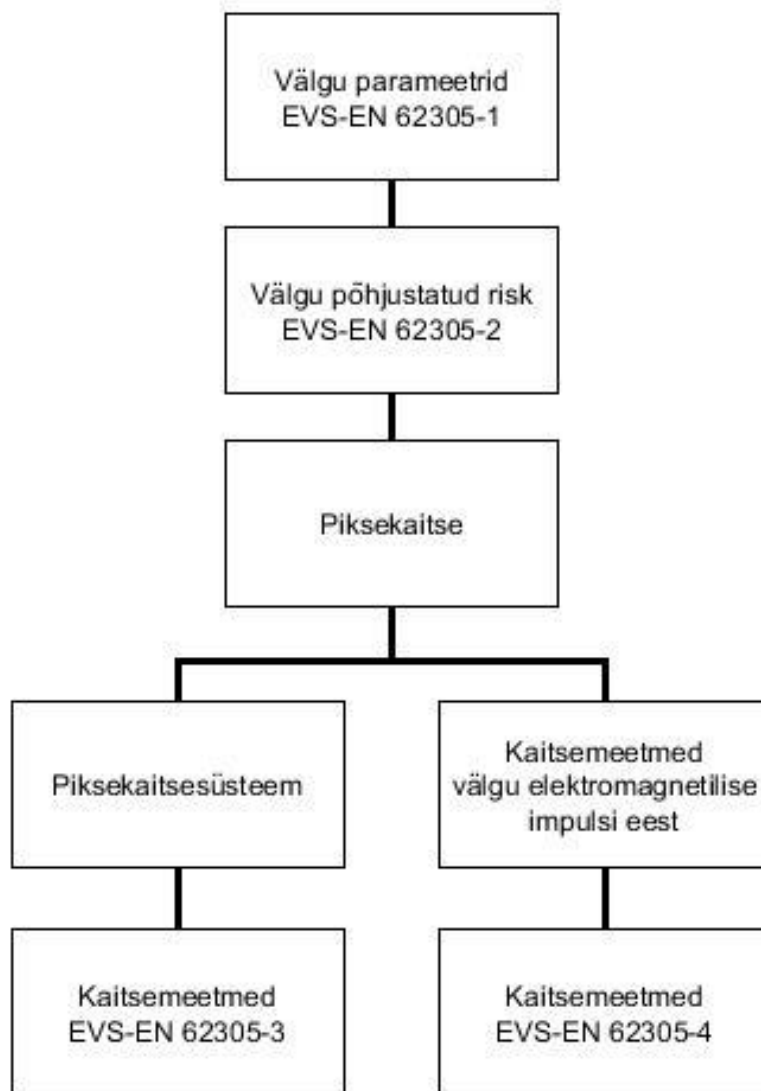 Välgu parameetrid
EVS-EN 62305-1
Välgu põhjustatud risk
EVS-EN 62305-2
Piksekaitse
Piksekaitsesüsteem
Kaitsemeetmed
välgu elektromagnetilise
impulsi eest
Kaitsemeetmed
EVS-EN 62305-3
Kaitsemeetmed
EVS-EN 62305-4